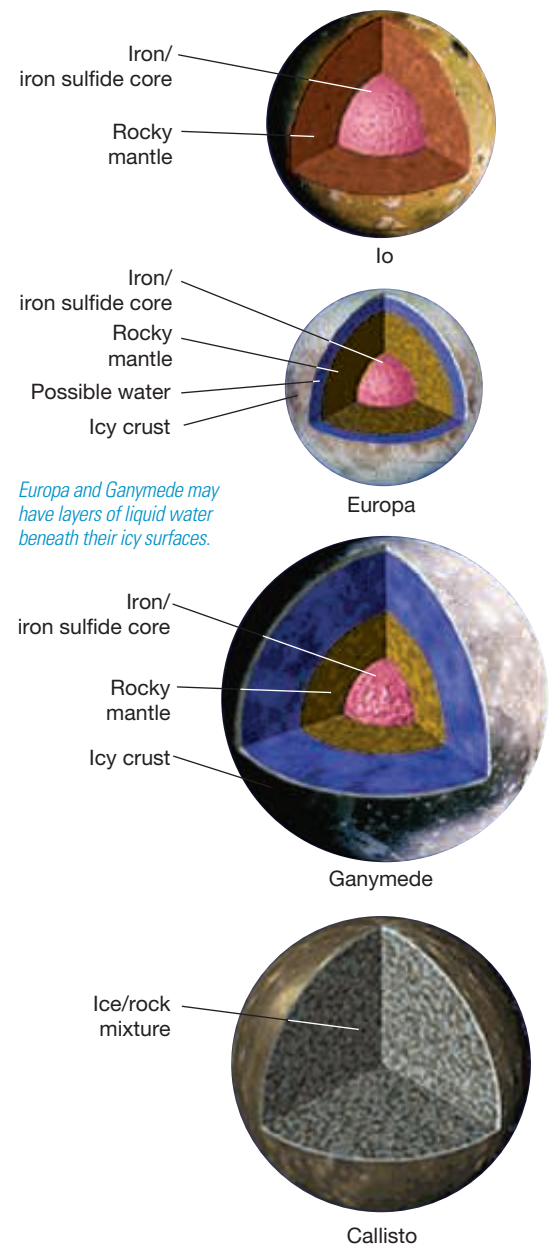 Iron/
iron sulfide core
Rocky
mantle
Io
Iron/
iron sulfide core
Rocky
mantle
Possible water
Icy crust
Europa and Ganymede may
have layers of liquid water
beneath their icy surfaces.
Europa
Iron/
iron sulfide core
Rocky
mantle
Icy crust
Ganymede
Ice/rock
mixture
Callisto